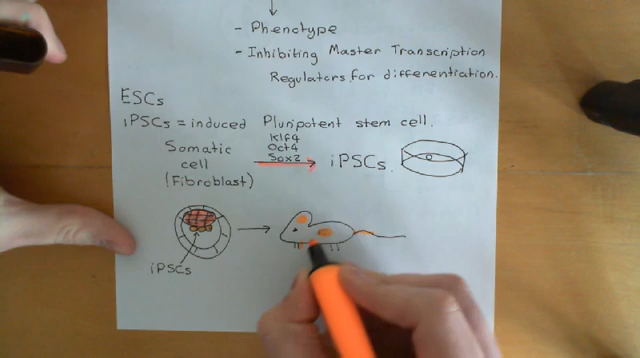 - Phenotype
- Inhibiting Master Transcription
Regulators for differentiation.
ESCs
iPSCs = induced Pluripotent stem cell.
Klf4
Oct4
Sox2
Somatic
cell
(Fibroblast)
iPSCs.
iPSCs